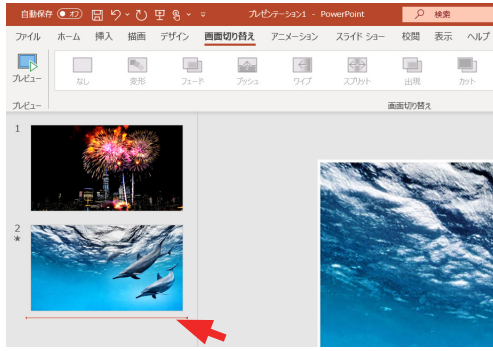 自動保存 オフ プレゼンテーション1 - PowerPoint 検索
ファイル ホーム 挿入 描画 デザイン 画面切り替え アニメーション スライド ショー 校閲 表示 ヘルプ
プレビュー なし 変形 フェード プッシュ ワイプ スプリット 出現 カット
プレビュー 画面切り替え
1
2